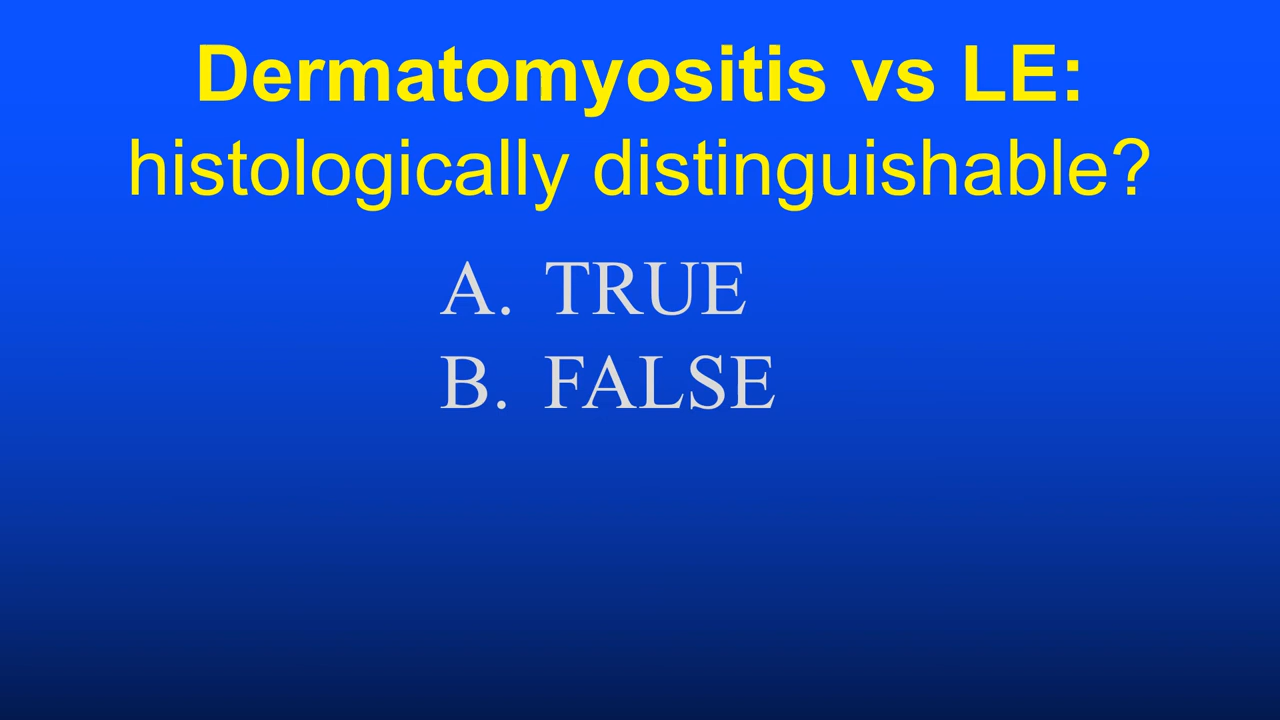 Dermatomyositis vs LE:
histologically distinguishable?
A. TRUE
B. FALSE